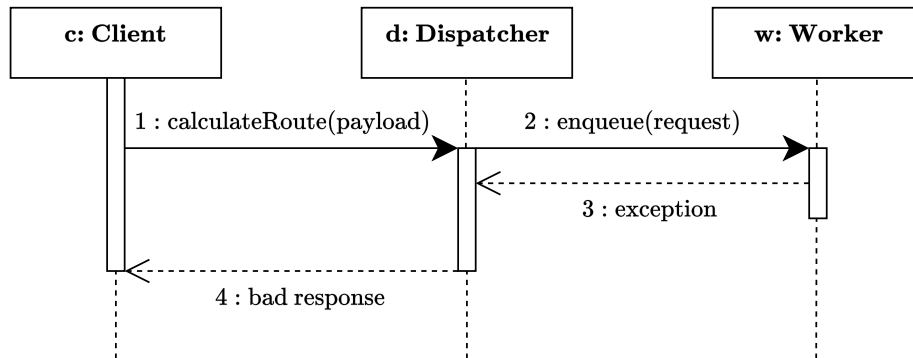 c: Client
d: Dispatcher
w: Worker
1 : calculateRoute(payload)
2 : enqueue(request)
3 : exception
4 : bad response